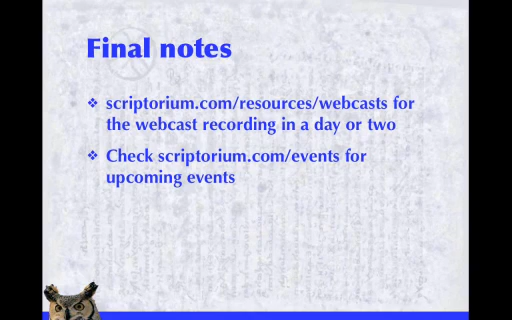 Final notes
❖ scriptorium.com/resources/webcasts for
the webcast recording in a day or two
❖ Check scriptorium.com/events for
upcoming events